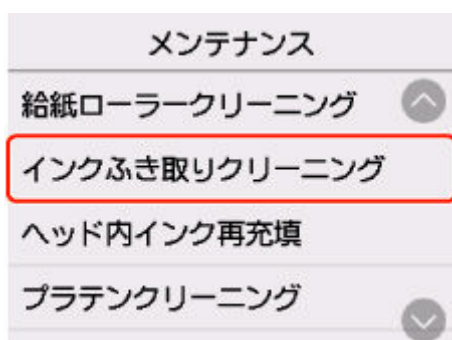 メンテナンス
給紙ローラークリーニング
インクふき取りクリーニング
ヘッド内インク再充填
プラテンクリーニング